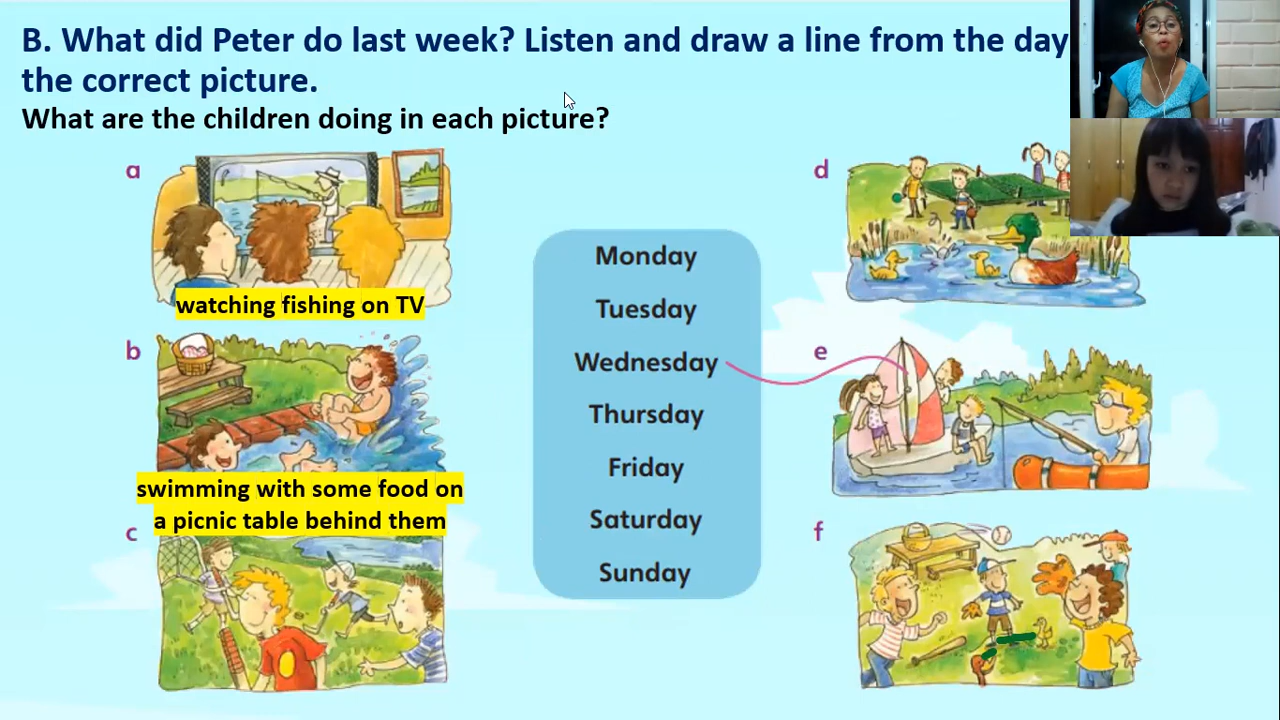 B. What did Peter do last week? Listen and draw a line from the day
the correct picture.
What are the children doing in each picture?
a
watching fishing on TV
b
swimming with some food on
a picnic table behind them
c
Monday
Tuesday
Wednesday
Thursday
Friday
Saturday
Sunday
d
e
f